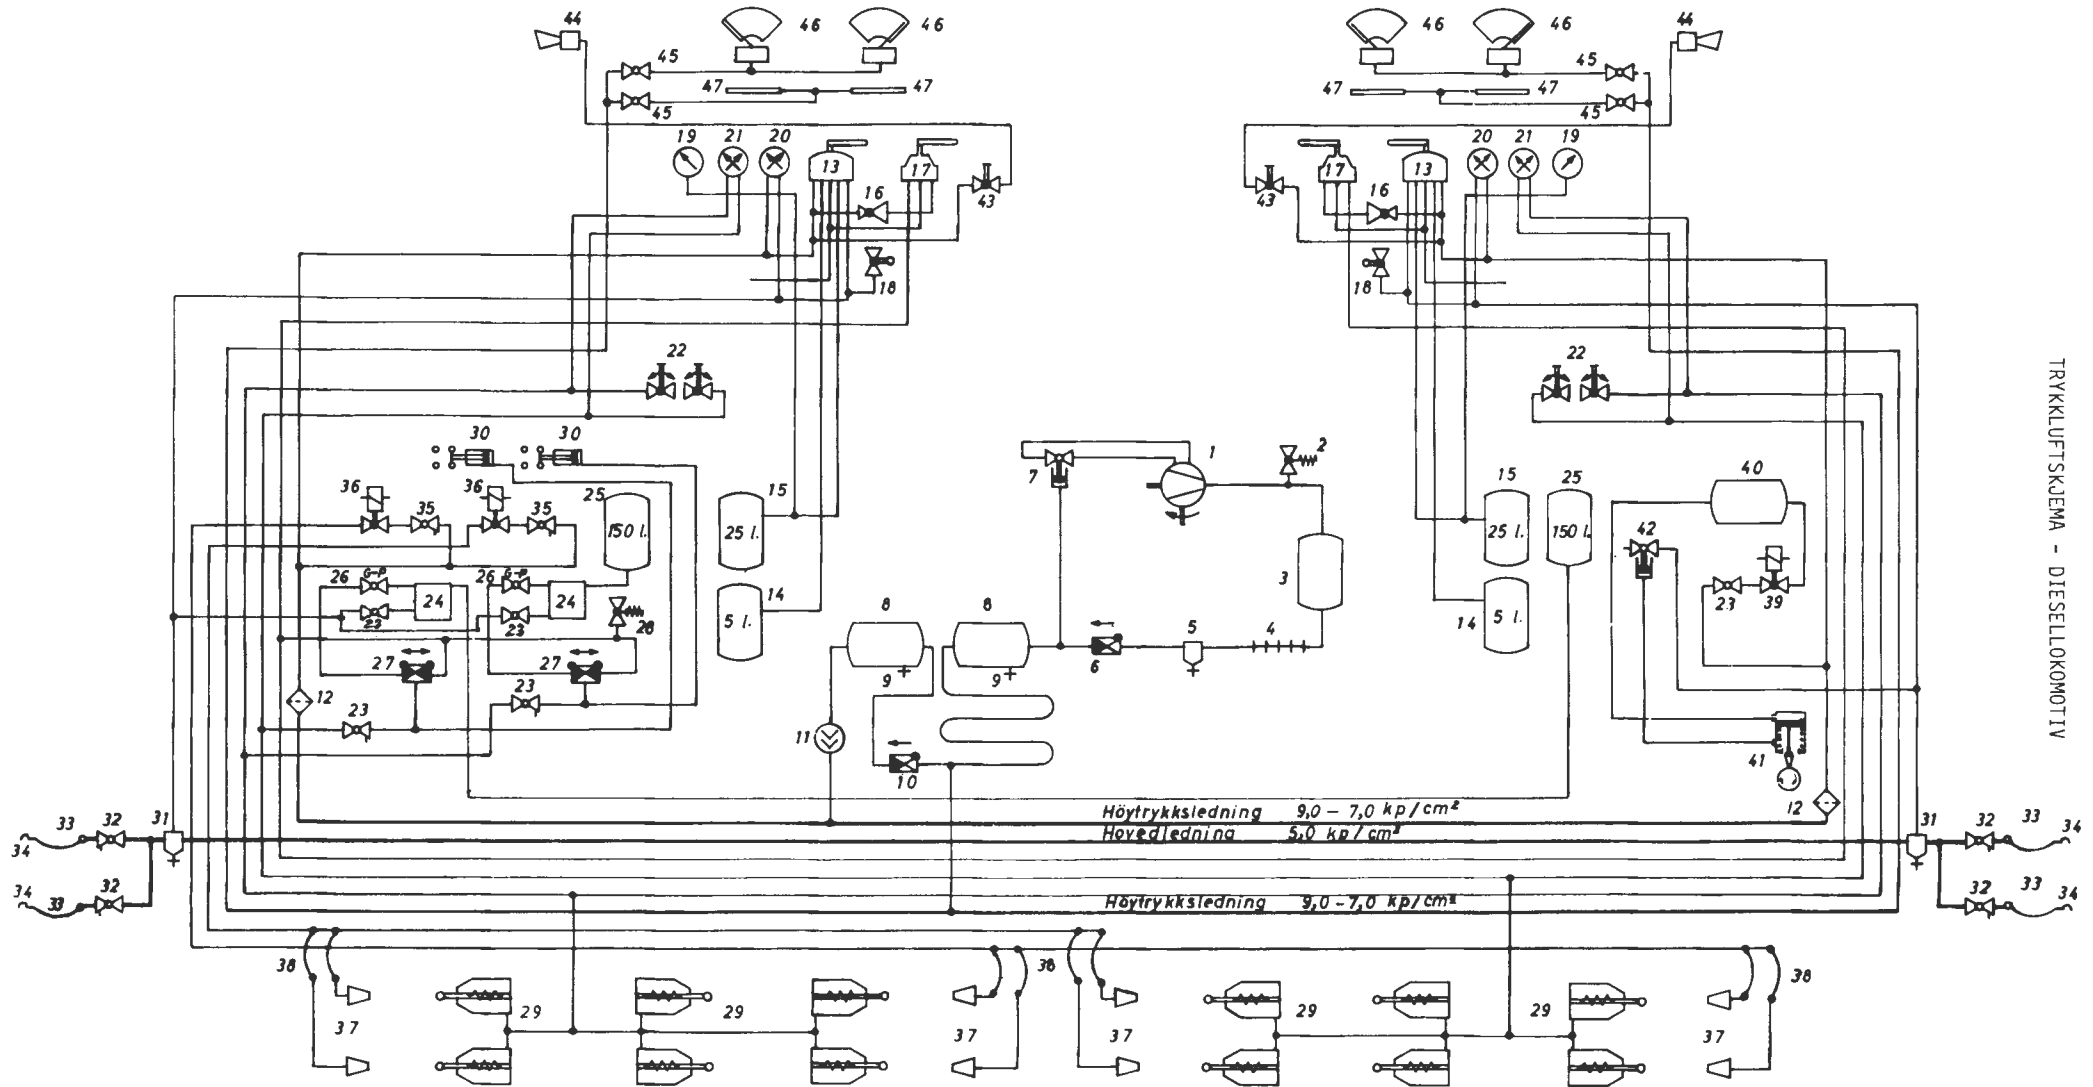 44 46 46 46 46 44
45 45
47 47 47 47
45 45
19 21 20 20 21 19
13 17 17 13
16 16
43 43
18 18
22 22
30 30 1 2
7
36 36 25 15 15 25 40
35 35
150 l. 25 l. 25 l. 150 l. 42
26 G-P 26 G-P 3
24 24 14 8 8 23 39
23 23 28 5 l. 5 4 14 5 l.
27 27 9 9 6
12 23
23 11
10 41
Höytrykksledning 9,0 – 7,0 kp/cm² 12
31 Hovedledning 5,0 kp/cm² 31
33 32 32 33
34 34
34 33 32 32 33 34
Höytrykksledning 9,0 – 7,0 kp/cm²
38 38 38
29 29 29 29
37 37 37 37
TRYKKLUFTSKJEMA - DIESELLOKOMOTIV